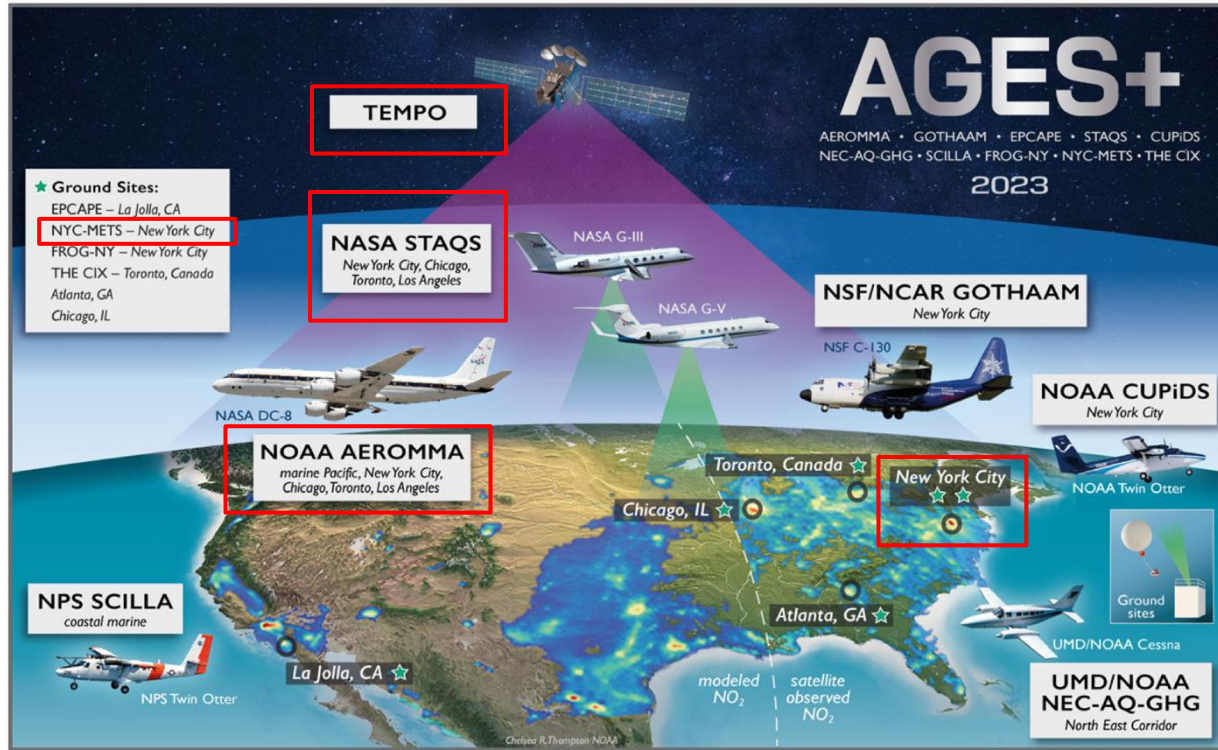 AGES+
AEROMMA • GOTHAAM • EPCAPE • STAQS • CUPiDS
NEC-AQ-GHG • SCILLA • FROG-NY • NYC-METS • THE CIX
2023
TEMPO
Ground Sites:
EPCAPE – La Jolla, CA
NYC-METS – New York City
FROG-NY – New York City
THE CIX – Toronto, Canada
Atlanta, GA
Chicago, IL
NASA STAQS
New York City, Chicago,
Toronto, Los Angeles
NASA G-III
NASA G-V
NSF/NCAR GOTHAAM
New York City
NSF C-130
NASA DC-8
NOAA CUPiDS
New York City
NOAA Twin Otter
NOAA AEROMMA
marine Pacific, New York City,
Chicago, Toronto, Los Angeles
Toronto, Canada
New York City
Chicago, IL
Ground
sites
Atlanta, GA
NPS SCILLA
coastal marine
NPS Twin Otter
La Jolla, CA
UMD/NOAA Cessna
modeled
NO₂
satellite
observed
NO₂
UMD/NOAA
NEC-AQ-GHG
North East Corridor
Chelsea R. Thompson NOAA